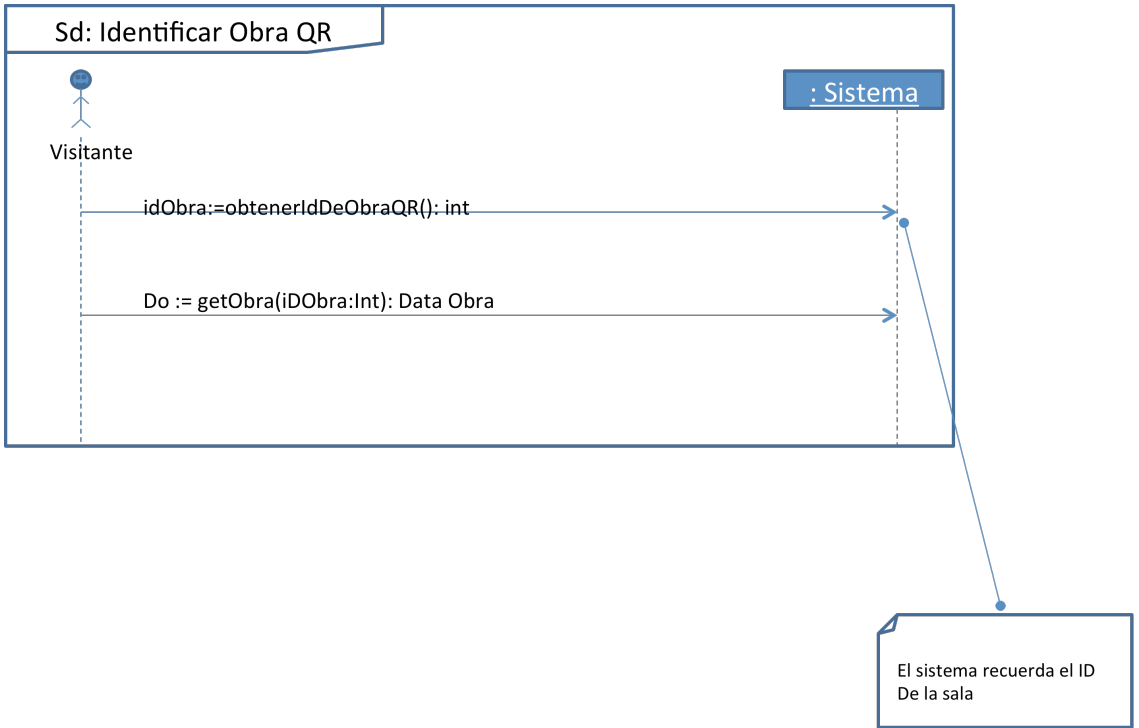 Sd: Identificar Obra QR
: Sistema
Visitante
idObra:=obtenerIdDeObraQR(): int
Do := getObra(iDObra:Int): Data Obra
El sistema recuerda el ID
De la sala